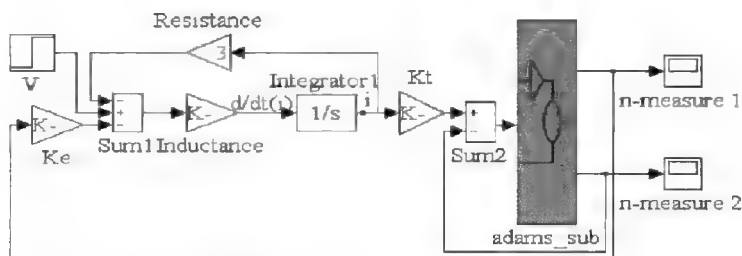 Resistance
3
V
Integrator1
Kt
n-measure 1
K-
Ke
Sum1
K-
Inductance
d/dt(i)
1/s
i
K-
Sum2
adams_sub
n-measure 2